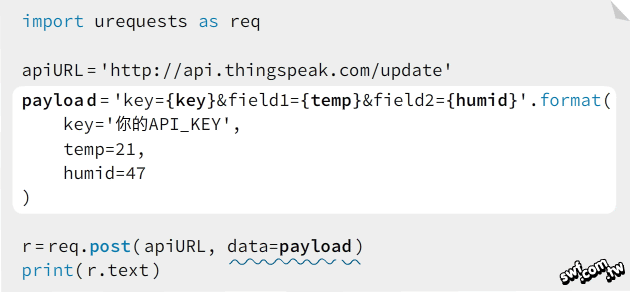 import urequests as req
apiURL = 'http://api.thingspeak.com/update'
payload = 'key={key}&field1={temp}&field2={humid}'.format(
key='你的API_KEY',
temp=21,
humid=47
)
r = req.post(apiURL, data=payload)
print(r.text)
swf.com.tw